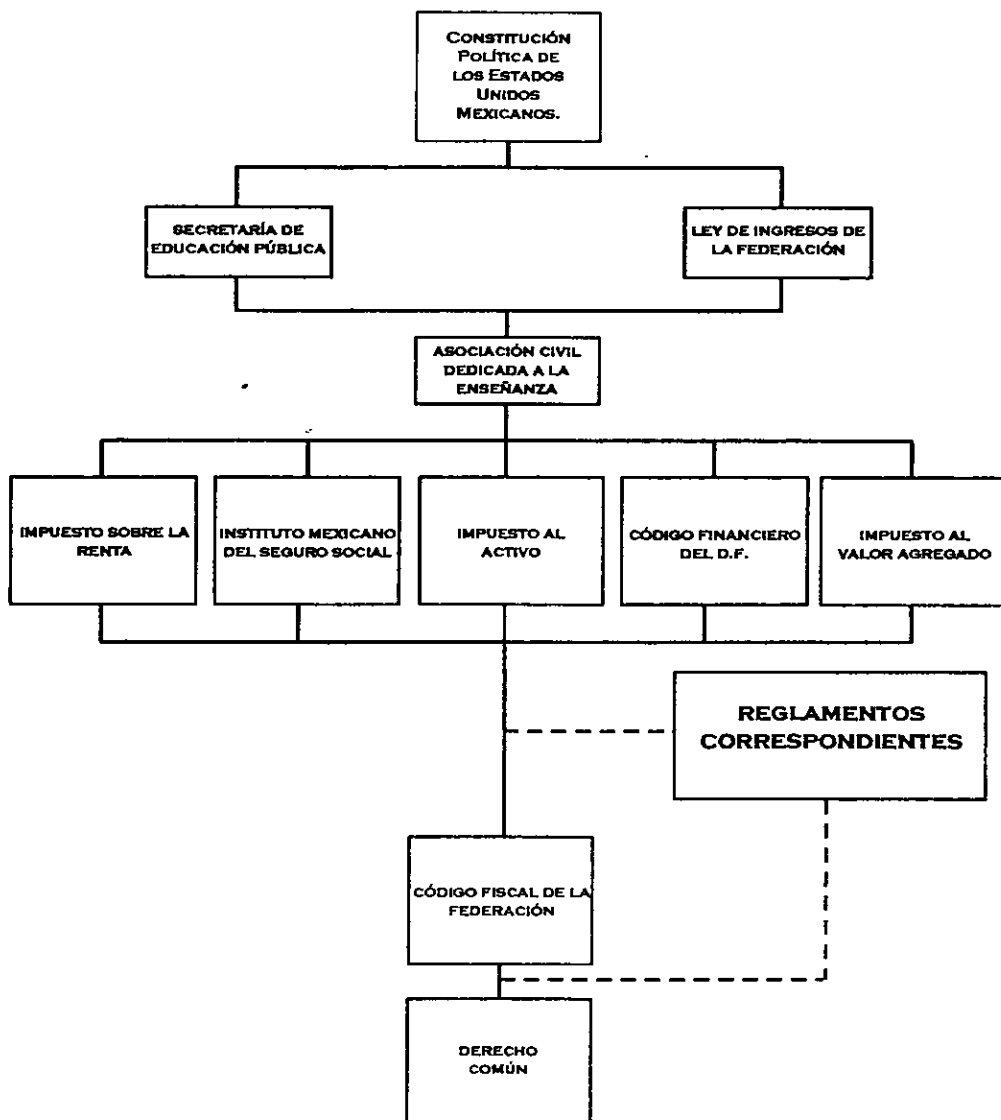 CONSTITUCIÓN
POLÍTICA DE
LOS ESTADOS
UNIDOS
MEXICANOS.
SECRETARÍA DE
EDUCACIÓN PÚBLICA
LEY DE INGRESOS DE
LA FEDERACIÓN
ASOCIACIÓN CIVIL
DEDICADA A LA
ENSEÑANZA
IMPUESTO SOBRE LA
RENTA
INSTITUTO MEXICANO
DEL SEGURO SOCIAL
IMPUESTO AL
ACTIVO
CÓDIGO FINANCIERO
DEL D.F.
IMPUESTO AL
VALOR AGREGADO
REGLAMENTOS
CORRESPONDIENTES
CÓDIGO FISCAL DE LA
FEDERACIÓN
DERECHO
COMÚN